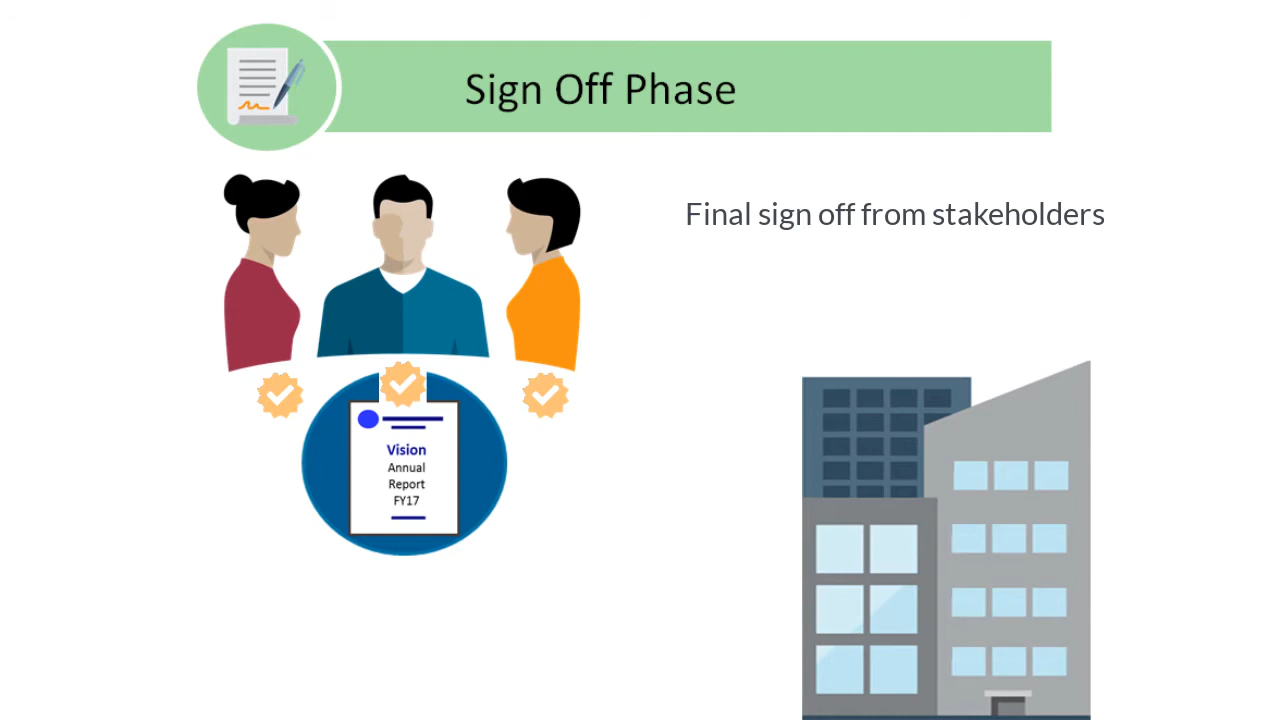 Sign Off Phase
Final sign off from stakeholders
Vision
Annual
Report
FY17